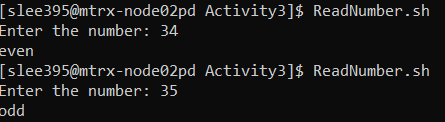 [slee395@mtrx-node02pd Activity3]$ ReadNumber.sh
Enter the number: 34
even
[slee395@mtrx-node02pd Activity3]$ ReadNumber.sh
Enter the number: 35
odd